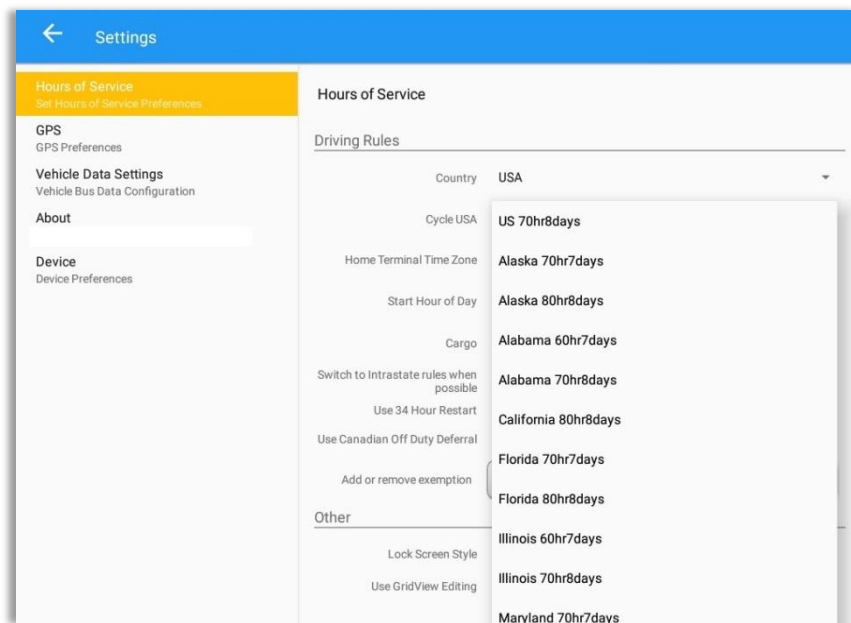 Settings
Hours of Service
Set Hours of Service Preferences
GPS
GPS Preferences
Vehicle Data Settings
Vehicle Bus Data Configuration
About
Device
Device Preferences
Hours of Service
Driving Rules
Country USA
Cycle USA
Home Terminal Time Zone
Start Hour of Day
Cargo
Switch to Intrastate rules when
possible
Use 34 Hour Restart
Use Canadian Off Duty Deferral
Add or remove exemption
Other
Lock Screen Style
Use GridView Editing
US 70hr8days
Alaska 70hr7days
Alaska 80hr8days
Alabama 60hr7days
Alabama 70hr8days
California 80hr8days
Florida 70hr7days
Florida 80hr8days
Illinois 60hr7days
Illinois 70hr8days
Maryland 70hr7days